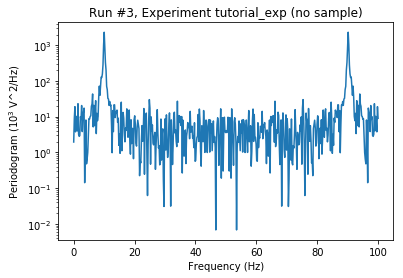 Run #3, Experiment tutorial_exp (no sample)
Periodogram (10³ V^2/Hz)
10³
10²
10¹
10⁰
10⁻¹
10⁻²
0 20 40 60 80 100
Frequency (Hz)